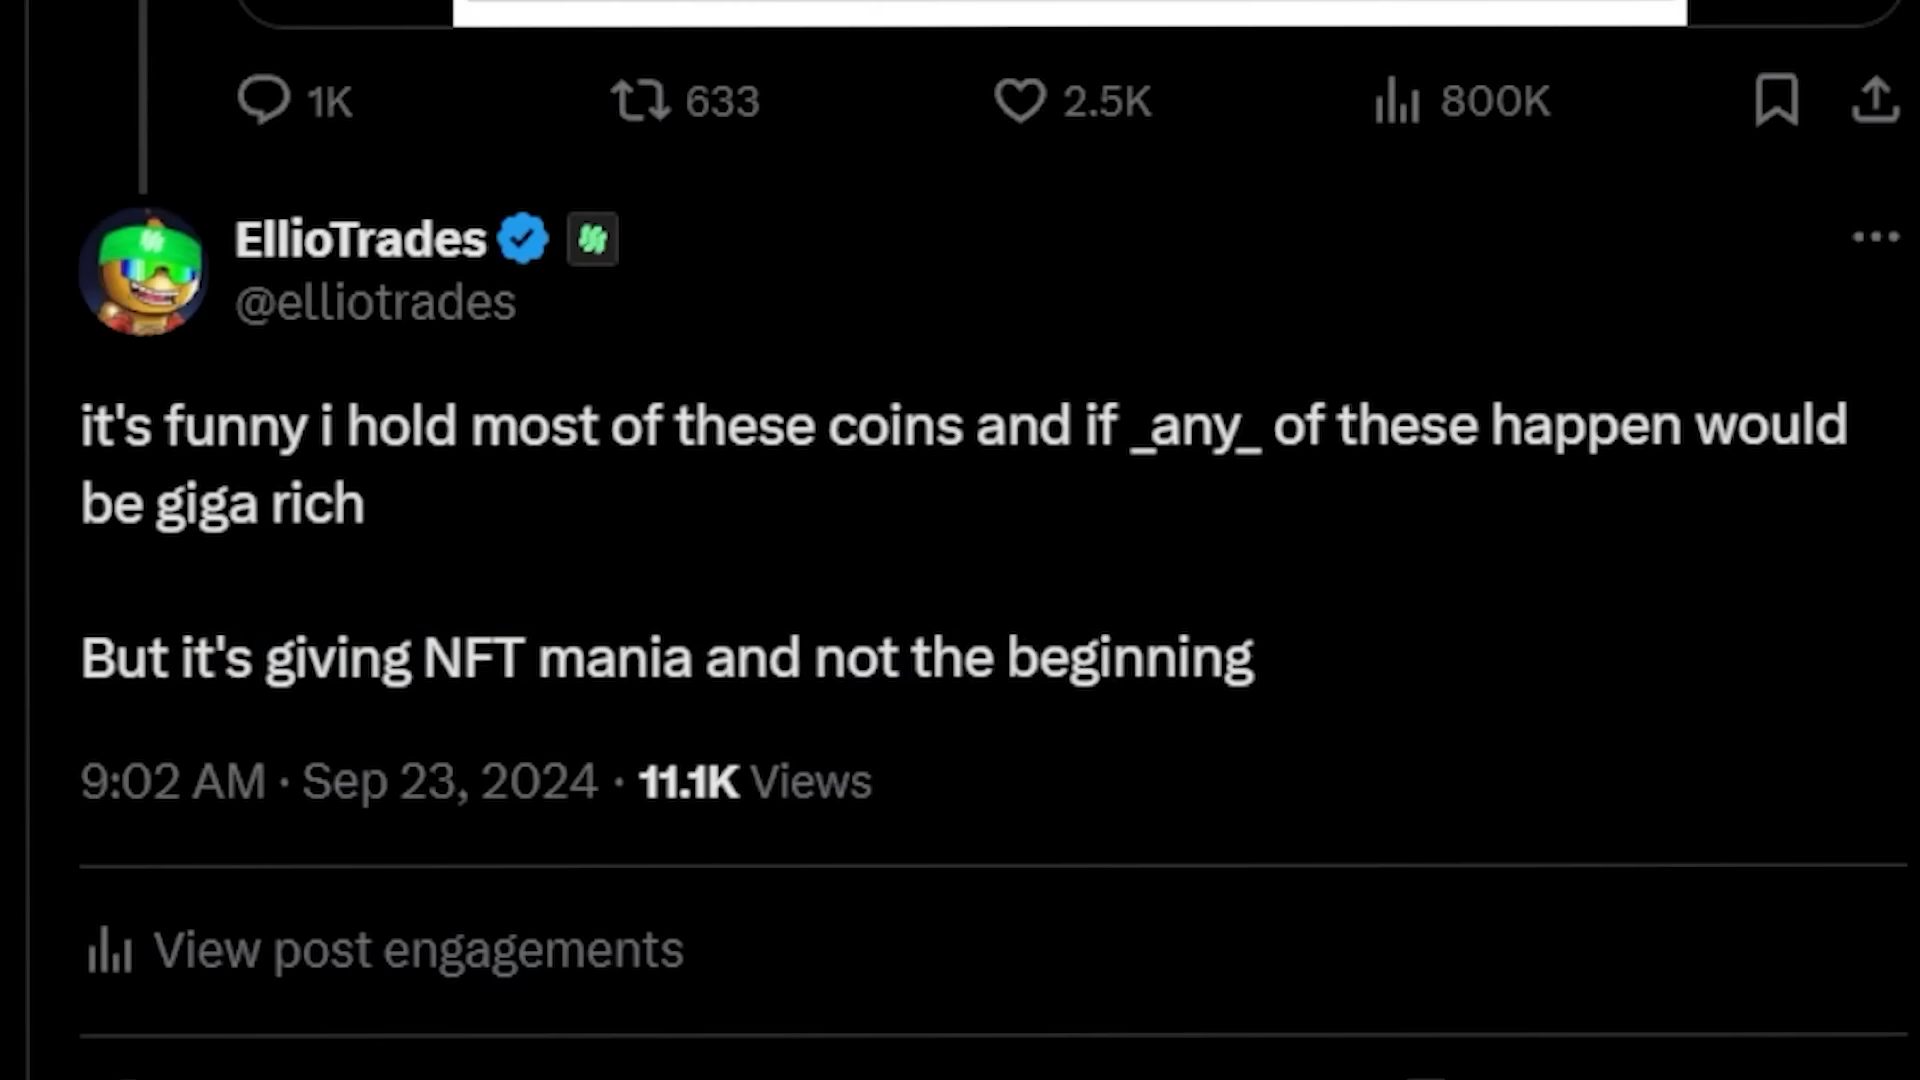 1K 633 2.5K 800K
EllioTrades
@elliotrades
it's funny i hold most of these coins and if _any_ of these happen would
be giga rich
But it's giving NFT mania and not the beginning
9:02 AM · Sep 23, 2024 · 11.1K Views
View post engagements